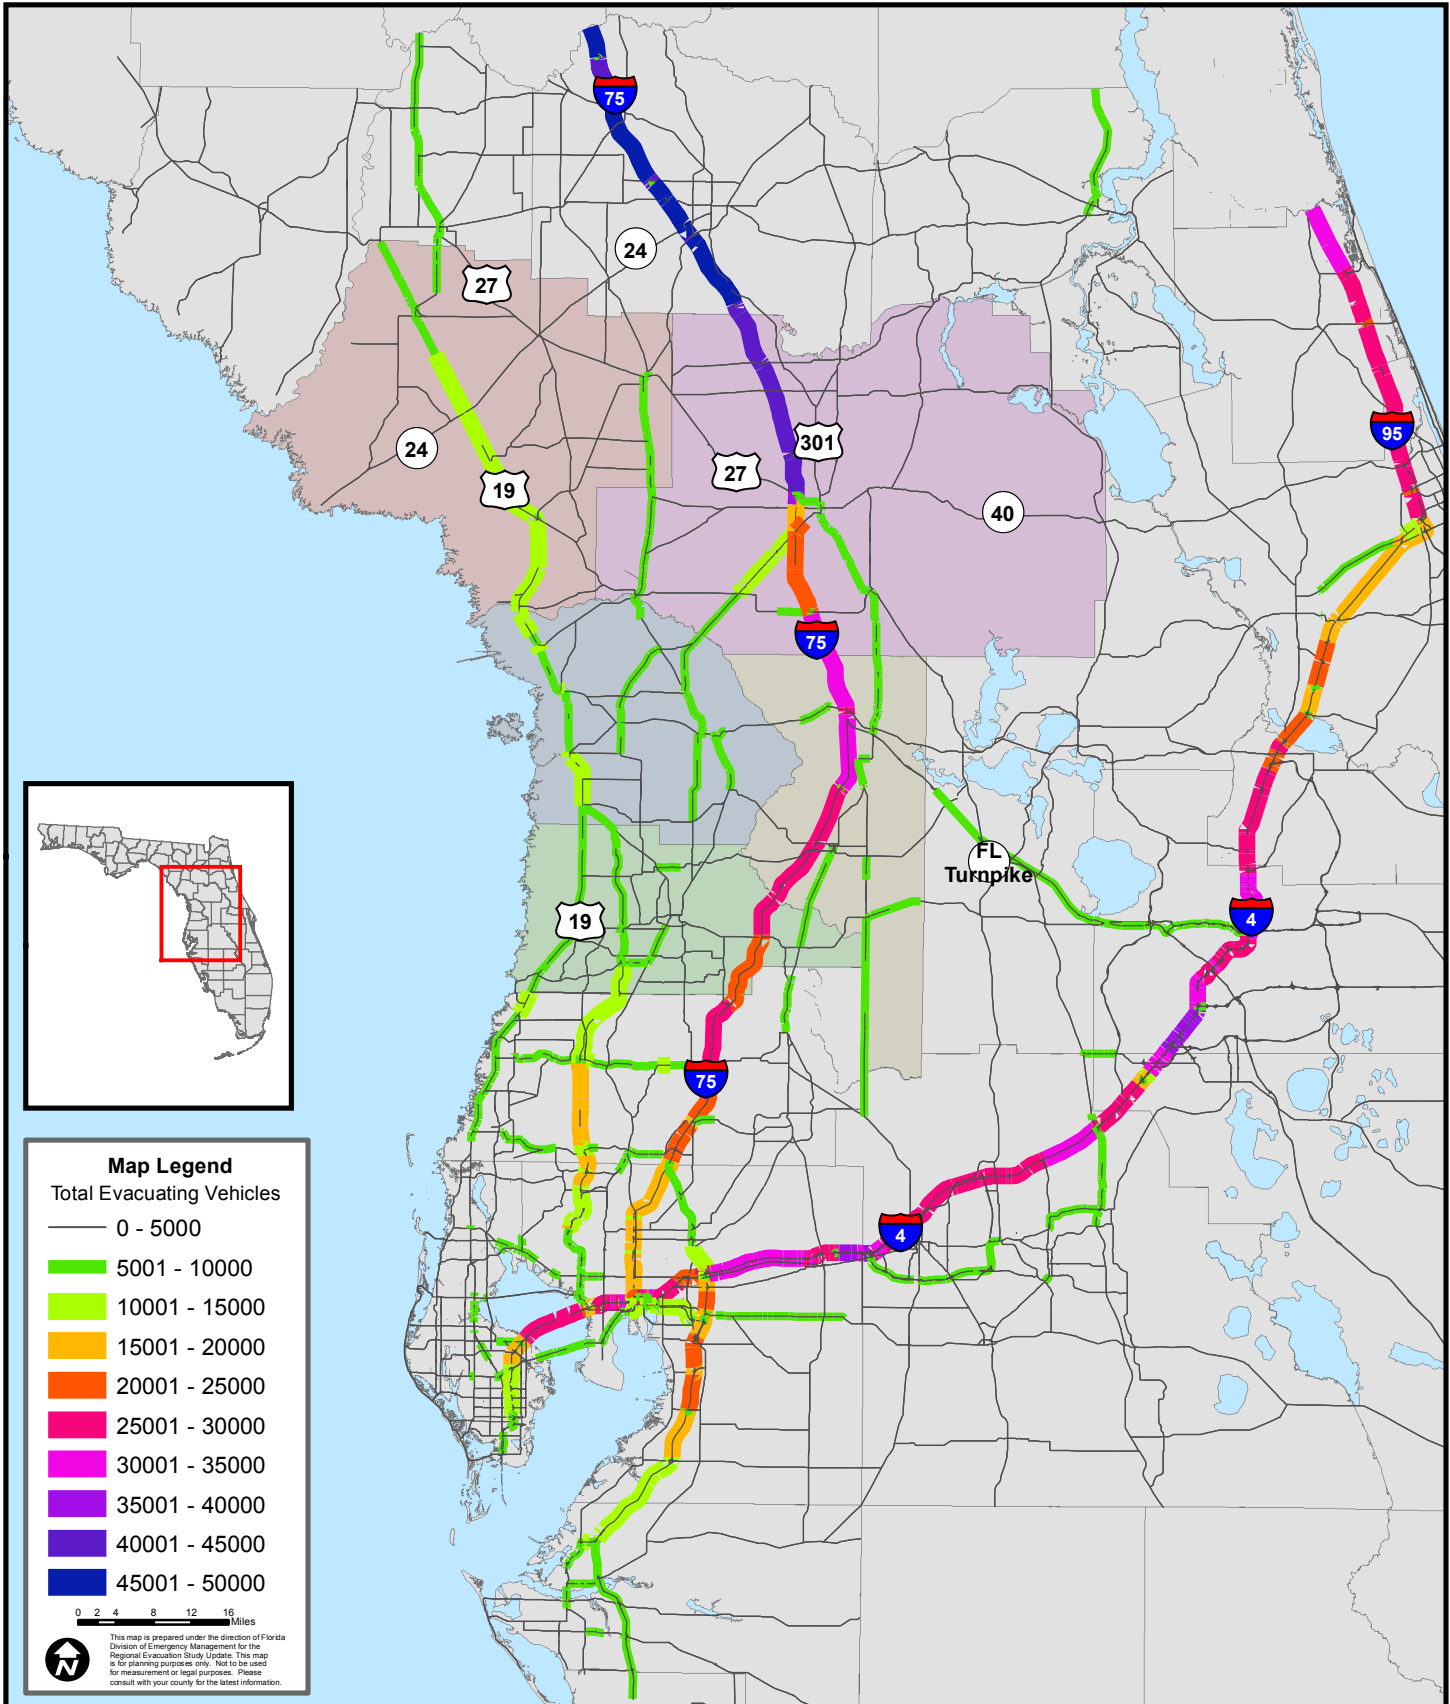 75
24
27
95
301
27
24
19
40
75
FL
Turnpike
4
19
75
4
Map Legend
Total Evacuating Vehicles
0 - 5000
5001 - 10000
10001 - 15000
15001 - 20000
20001 - 25000
25001 - 30000
30001 - 35000
35001 - 40000
40001 - 45000
45001 - 50000
0 2 4 8 12 16
Miles
N
This map is prepared under the direction of Florida
Division of Emergency Management for the
Regional Evacuation Study Update. This map
is for planning purposes only. Not to be used
for measurement or legal purposes. Please
consult with your county for the latest information.